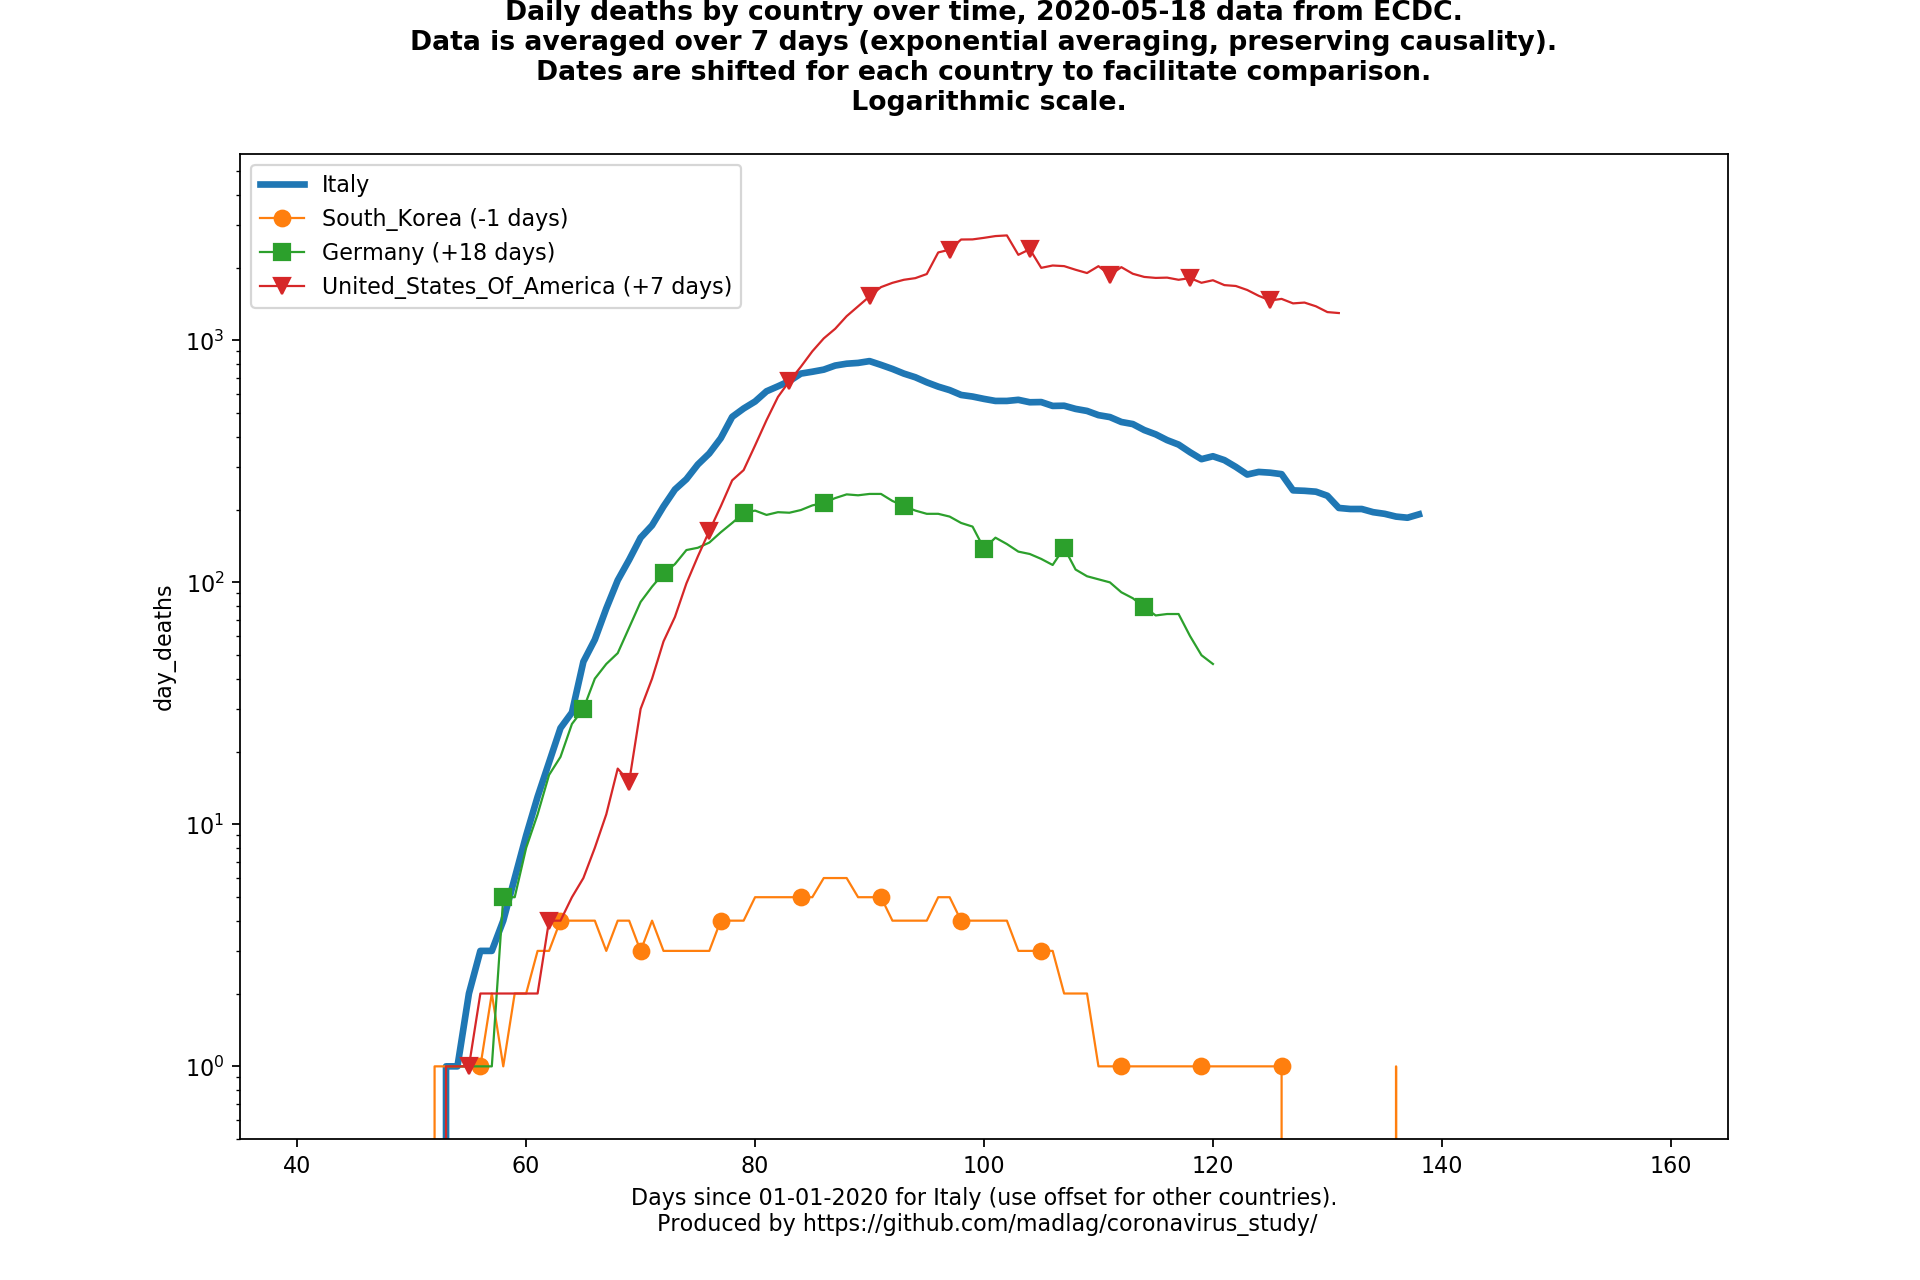 Daily deaths by country over time, 2020-05-18 data from ECDC.
Data is averaged over 7 days (exponential averaging, preserving causality).
Dates are shifted for each country to facilitate comparison.
Logarithmic scale.
Italy
South_Korea (-1 days)
Germany (+18 days)
United_States_Of_America (+7 days)
10³
10²
10¹
10⁰
day_deaths
40 60 80 100 120 140 160
Days since 01-01-2020 for Italy (use offset for other countries).
Produced by https://github.com/madlag/coronavirus_study/